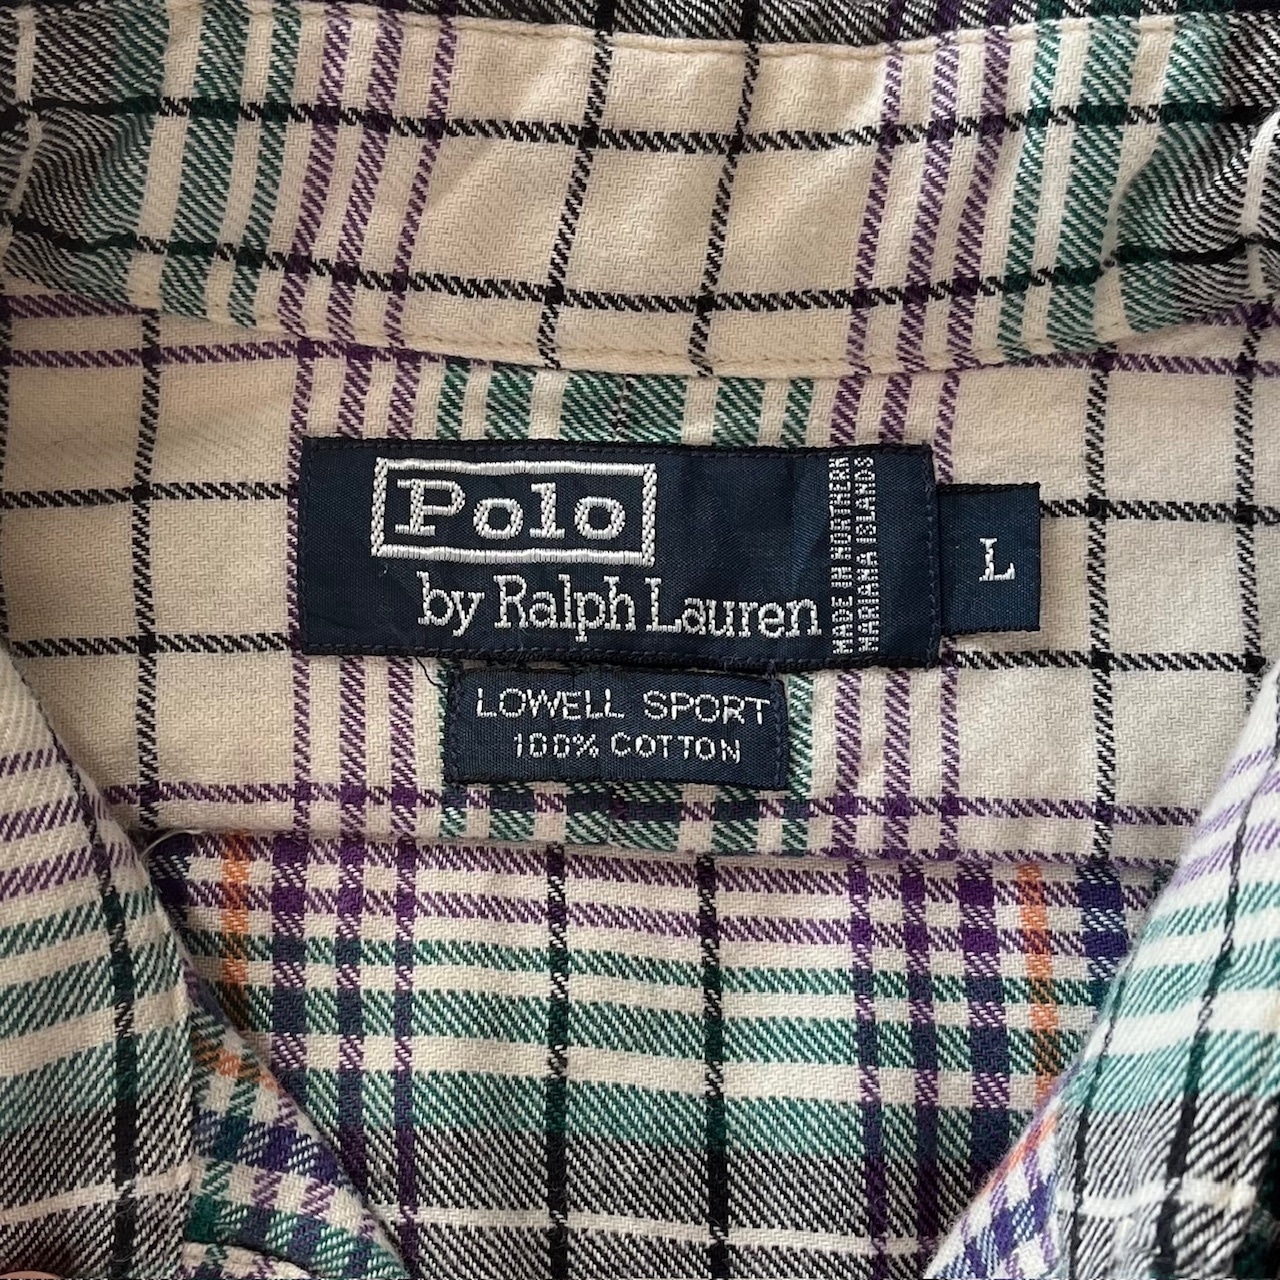 Polo
by Ralph Lauren
MADE IN NORTHERN
MARIANA ISLANDS
L
LOWELL SPORT
100% COTTON